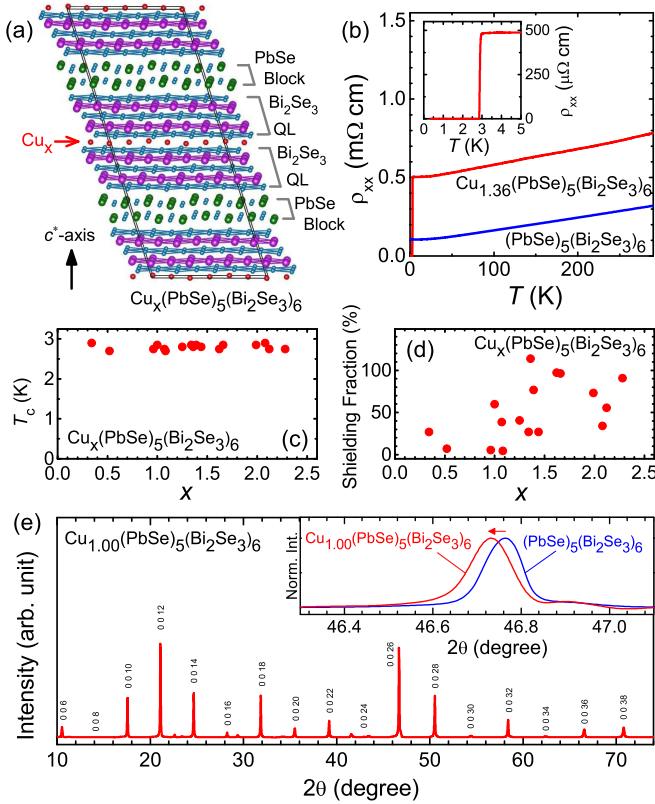 (a)
PbSe
Block
Bi2Se3
QL
Cux
Bi2Se3
QL
PbSe
Block
c*-axis
Cux(PbSe)5(Bi2Se3)6
(b)
1.5
1.0
0.5
0.0
ρxx (mΩ cm)
0
1
2
3
4
5
T (K)
500
250
0
ρxx (μΩ cm)
Cu1.36(PbSe)5(Bi2Se3)6
(PbSe)5(Bi2Se3)6
0
100
200
T (K)
3
2
1
0
Tc (K)
Cux(PbSe)5(Bi2Se3)6
(c)
0.0
0.5
1.0
1.5
2.0
2.5
x
(d)
Cux(PbSe)5(Bi2Se3)6
100
50
0
Shielding Fraction (%)
0.0
0.5
1.0
1.5
2.0
2.5
x
(e)
Cu1.00(PbSe)5(Bi2Se3)6
Intensity (arb. unit)
0 0 6
0 0 8
0 0 10
0 0 12
0 0 14
0 0 16
0 0 18
0 0 20
0 0 22
0 0 24
0 0 26
0 0 28
0 0 30
0 0 32
0 0 34
0 0 36
0 0 38
10
20
30
40
50
60
70
2θ (degree)
Norm. Int.
Cu1.00(PbSe)5(Bi2Se3)6
(PbSe)5(Bi2Se3)6
46.4
46.6
46.8
47.0
2θ (degree)